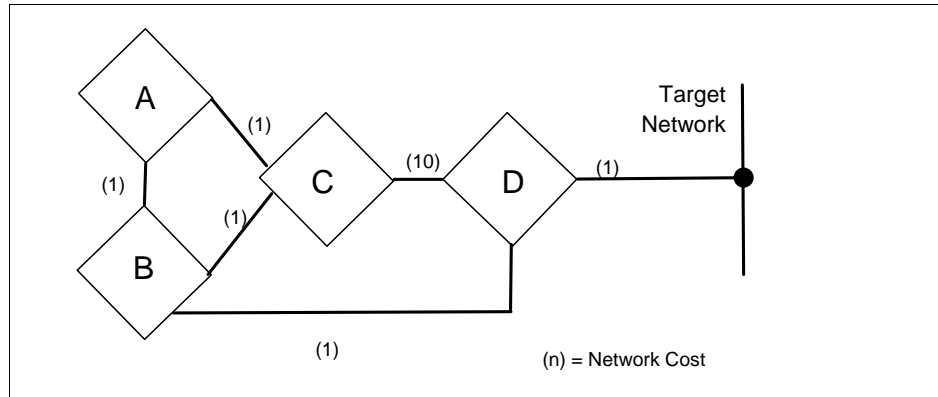 A
(1)
Target
Network
C
(10)
D
(1)
(1)
(1)
B
(1)
(n) = Network Cost